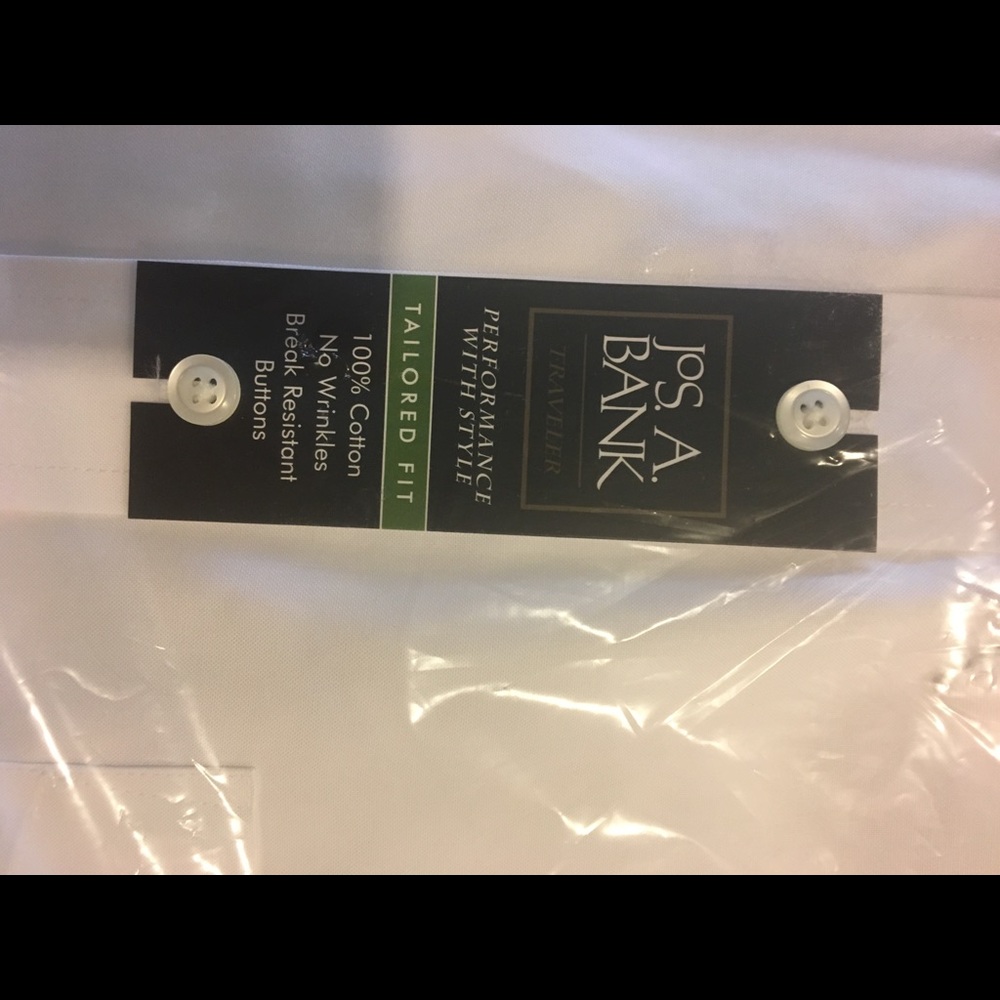 JOS. A.
BANK
TRAVELER
PERFORMANCE
WITH STYLE
TAILORED FIT
100% Cotton
No Wrinkles
Break Resistant
Buttons